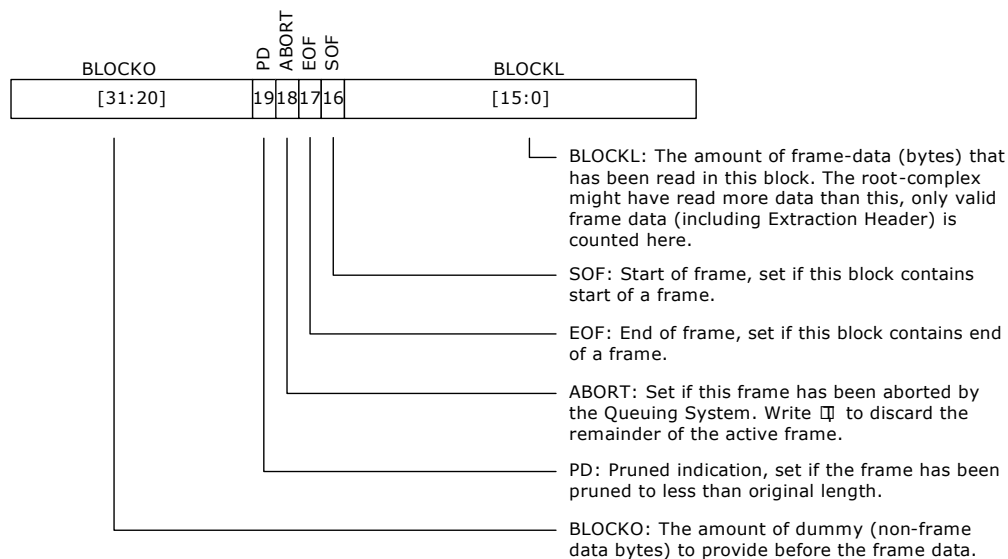 BLOCKO PD ABORT EOF SOF BLOCKL
[31:20] 19 18 17 16 [15:0]
BLOCKL: The amount of frame-data (bytes) that
has been read in this block. The root-complex
might have read more data than this, only valid
frame data (including Extraction Header) is
counted here.
SOF: Start of frame, set if this block contains
start of a frame.
EOF: End of frame, set if this block contains end
of a frame.
ABORT: Set if this frame has been aborted by
the Queuing System. Write to discard the
remainder of the active frame.
PD: Pruned indication, set if the frame has been
pruned to less than original length.
BLOCKO: The amount of dummy (non-frame
data bytes) to provide before the frame data.